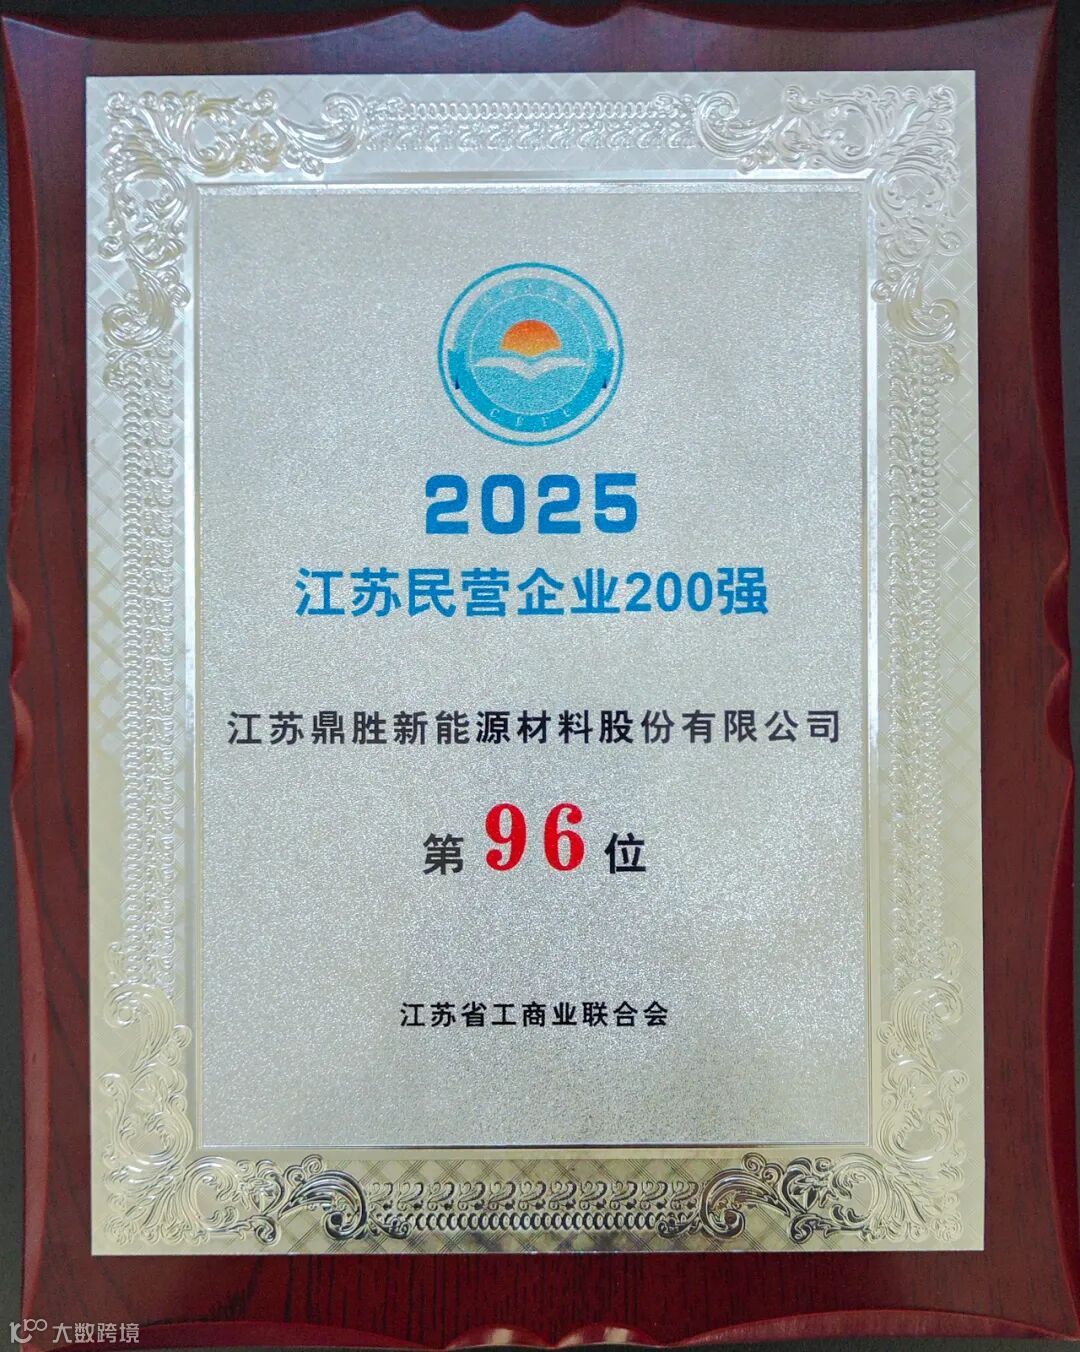 2025
江苏民营企业200强
江苏鼎胜新能源材料股份有限公司
第96位
江苏省工商业联合会
大数跨境